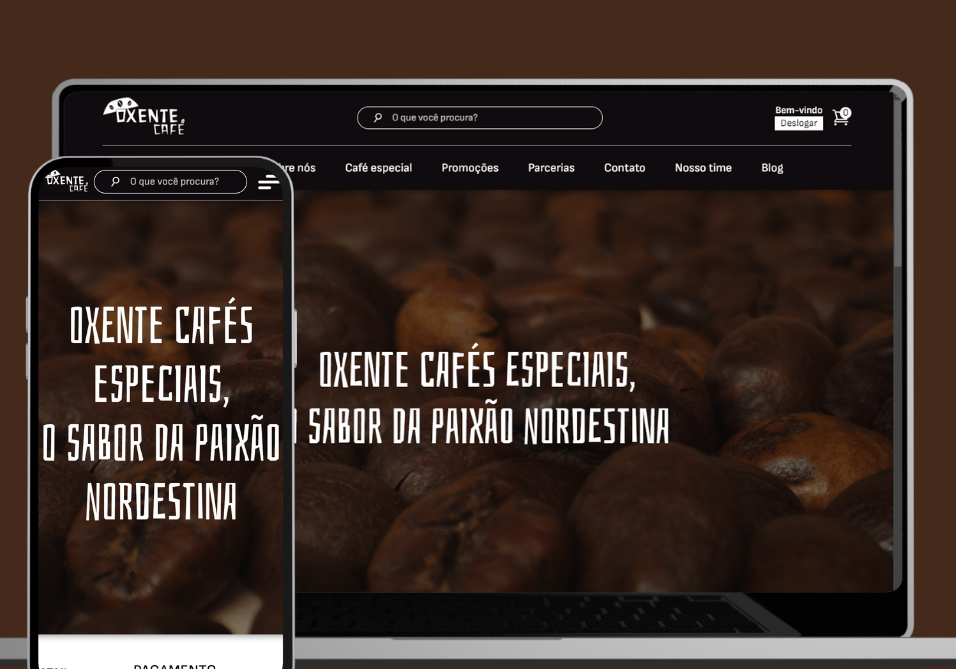 OXENTE,
CAFÉ
O que você procura?
Bem-vindo
Deslogar
0
nós
Café especial
Promoções
Parcerias
Contato
Nosso time
Blog
OXENTE CAFÉS ESPECIAIS,
SABOR DA PAIXÃO NORDESTINA
OXENTE,
CAFÉ
O que você procura?
OXENTE CAFÉS
ESPECIAIS,
O SABOR DA PAIXÃO
NORDESTINA
PAGAMENTO